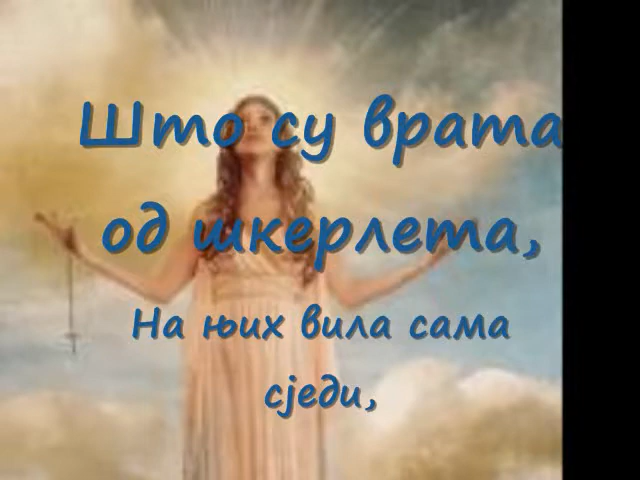 Што су врата
од шкерлета,
На њих вила сама
сједи,